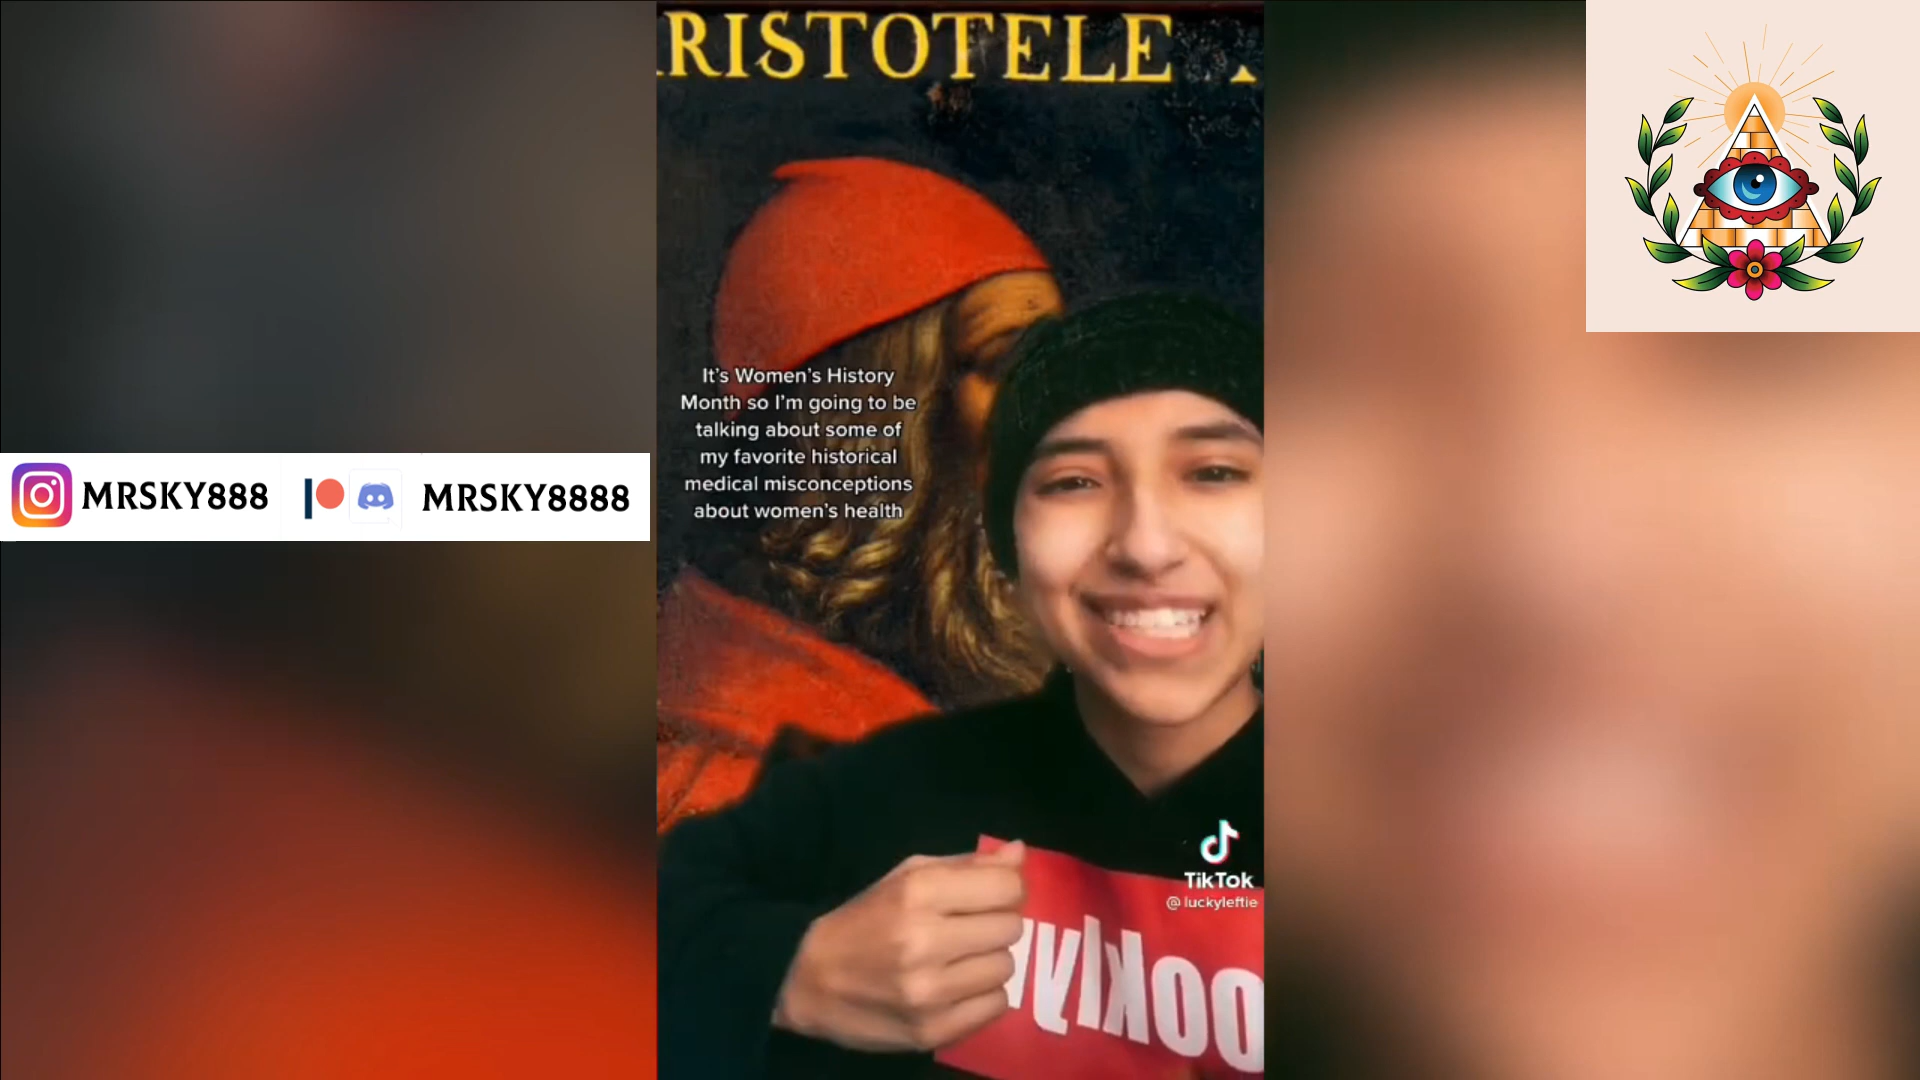 RISTOTELE
It's Women's History
Month so I'm going to be
talking about some of
my favorite historical
medical misconceptions
about women's health
MRSKY888
MRSKY8888
TikTok
@luckyleftie
ooklyn